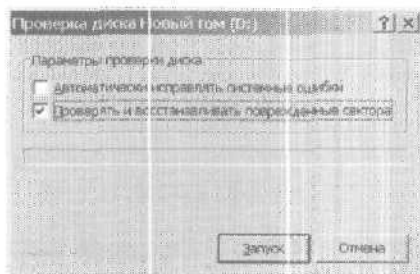 Проверка диска Новый том (D:)
Параметры проверки диска
Автоматически исправлять системные ошибки
Проверять и восстанавливать поврежденные сектора
Запуск Отмена